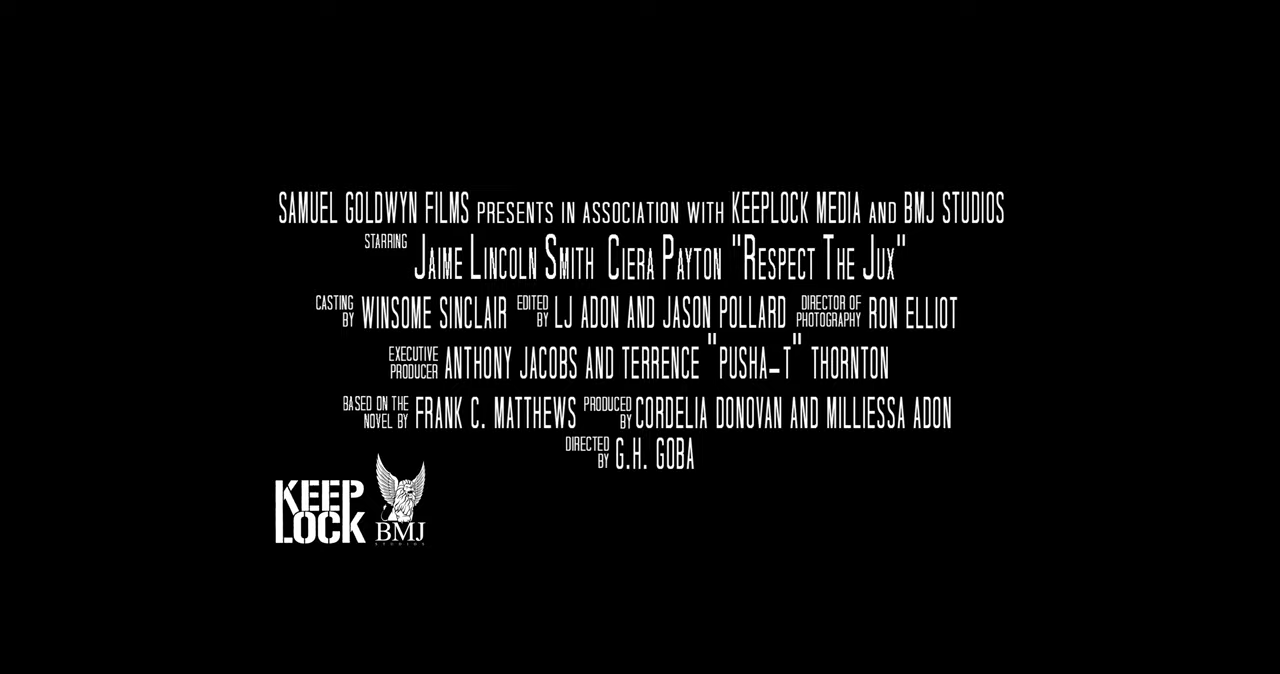 SAMUEL GOLDWYN FILMS PRESENTS IN ASSOCIATION WITH KEEPLOCK MEDIA AND BMJ STUDIOS
STARRING JAIME LINCOLN SMITH CIERA PAYTON "RESPECT THE JUX"
CASTING BY WINSOME SINCLAIR EDITED BY LJ ADON AND JASON POLLARD DIRECTOR OF PHOTOGRAPHY RON ELLIOT
EXECUTIVE PRODUCER ANTHONY JACOBS AND TERRENCE "PUSHA-T" THORNTON
BASED ON THE NOVEL BY FRANK C. MATTHEWS PRODUCED BY CORDELIA DONOVAN AND MILLIESSA ADON
DIRECTED BY G.H. GOBA
KEEP LOCK
BMJ
STUDIOS